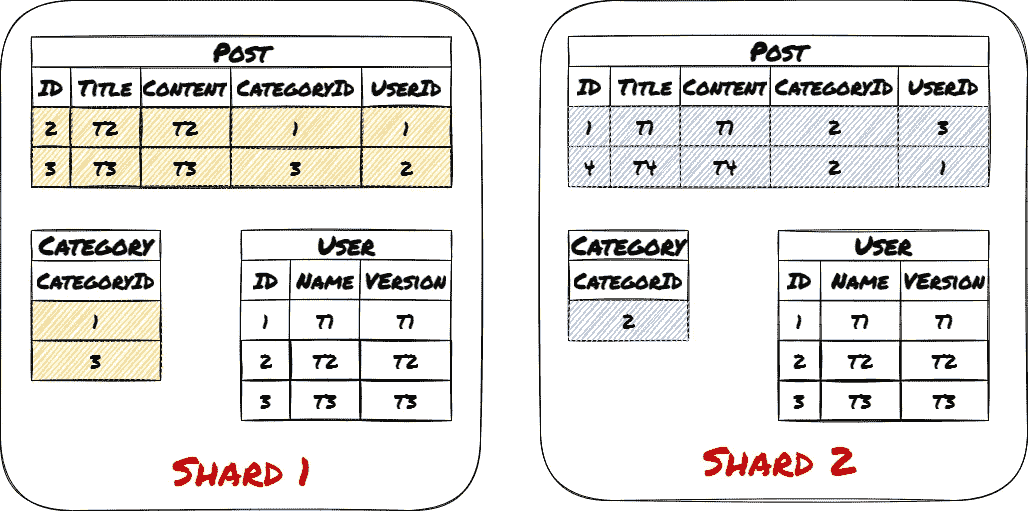 Post
ID Title Content CategoryID UserID
2 T2 T2 1 1
3 T3 T3 3 2
Category
CategoryID
1
3
User
ID Name VErsion
1 T1 T1
2 T2 T2
3 T3 T3
Shard 1
Post
ID Title Content CategoryID UserID
1 T1 T1 2 3
4 T4 T4 2 1
Category
CategorID
2
User
ID Name VErsion
1 T1 T1
2 T2 T2
3 T3 T3
Shard 2